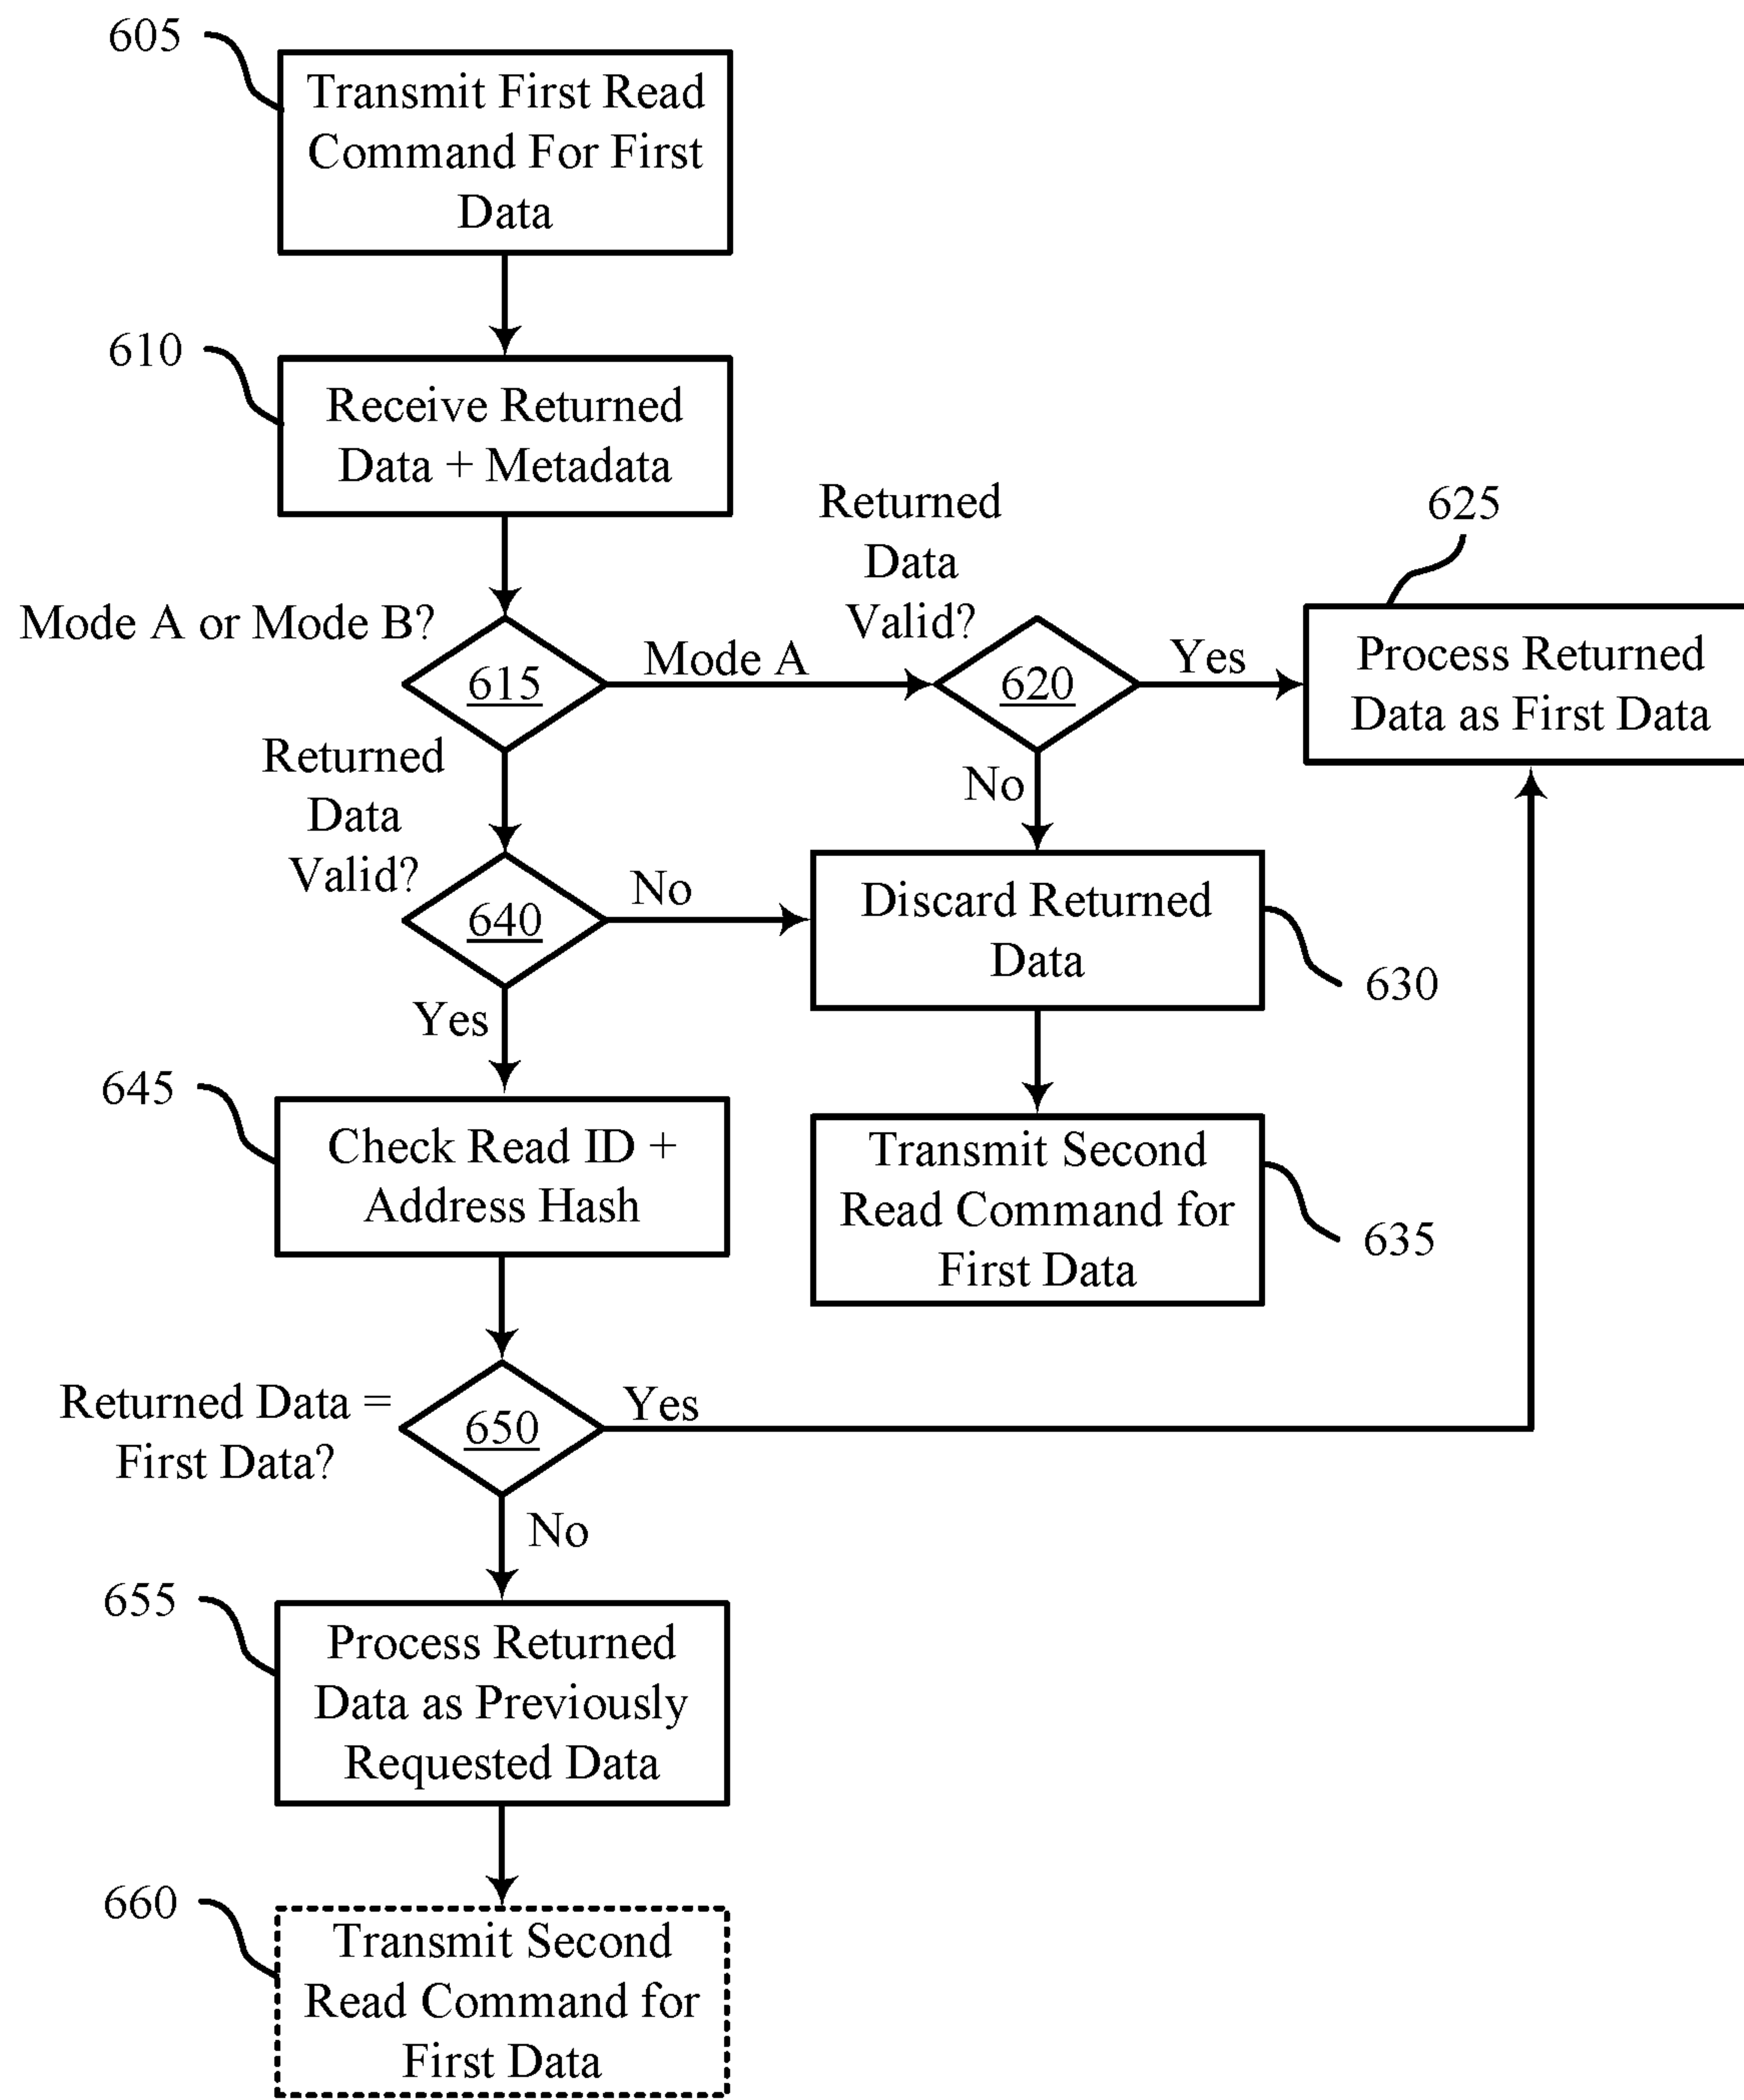 605
Transmit First Read
Command For First
Data
610
Receive Returned
Data + Metadata
Mode A or Mode B?
615
Mode A
Returned
Data
Valid?
620
Yes
625
Process Returned
Data as First Data
No
Returned
Data
Valid?
640
No
Discard Returned
Data
630
Yes
645
Check Read ID +
Address Hash
Transmit Second
Read Command for
First Data
635
Returned Data =
First Data?
650
Yes
No
655
Process Returned
Data as Previously
Requested Data
660
Transmit Second
Read Command for
First Data